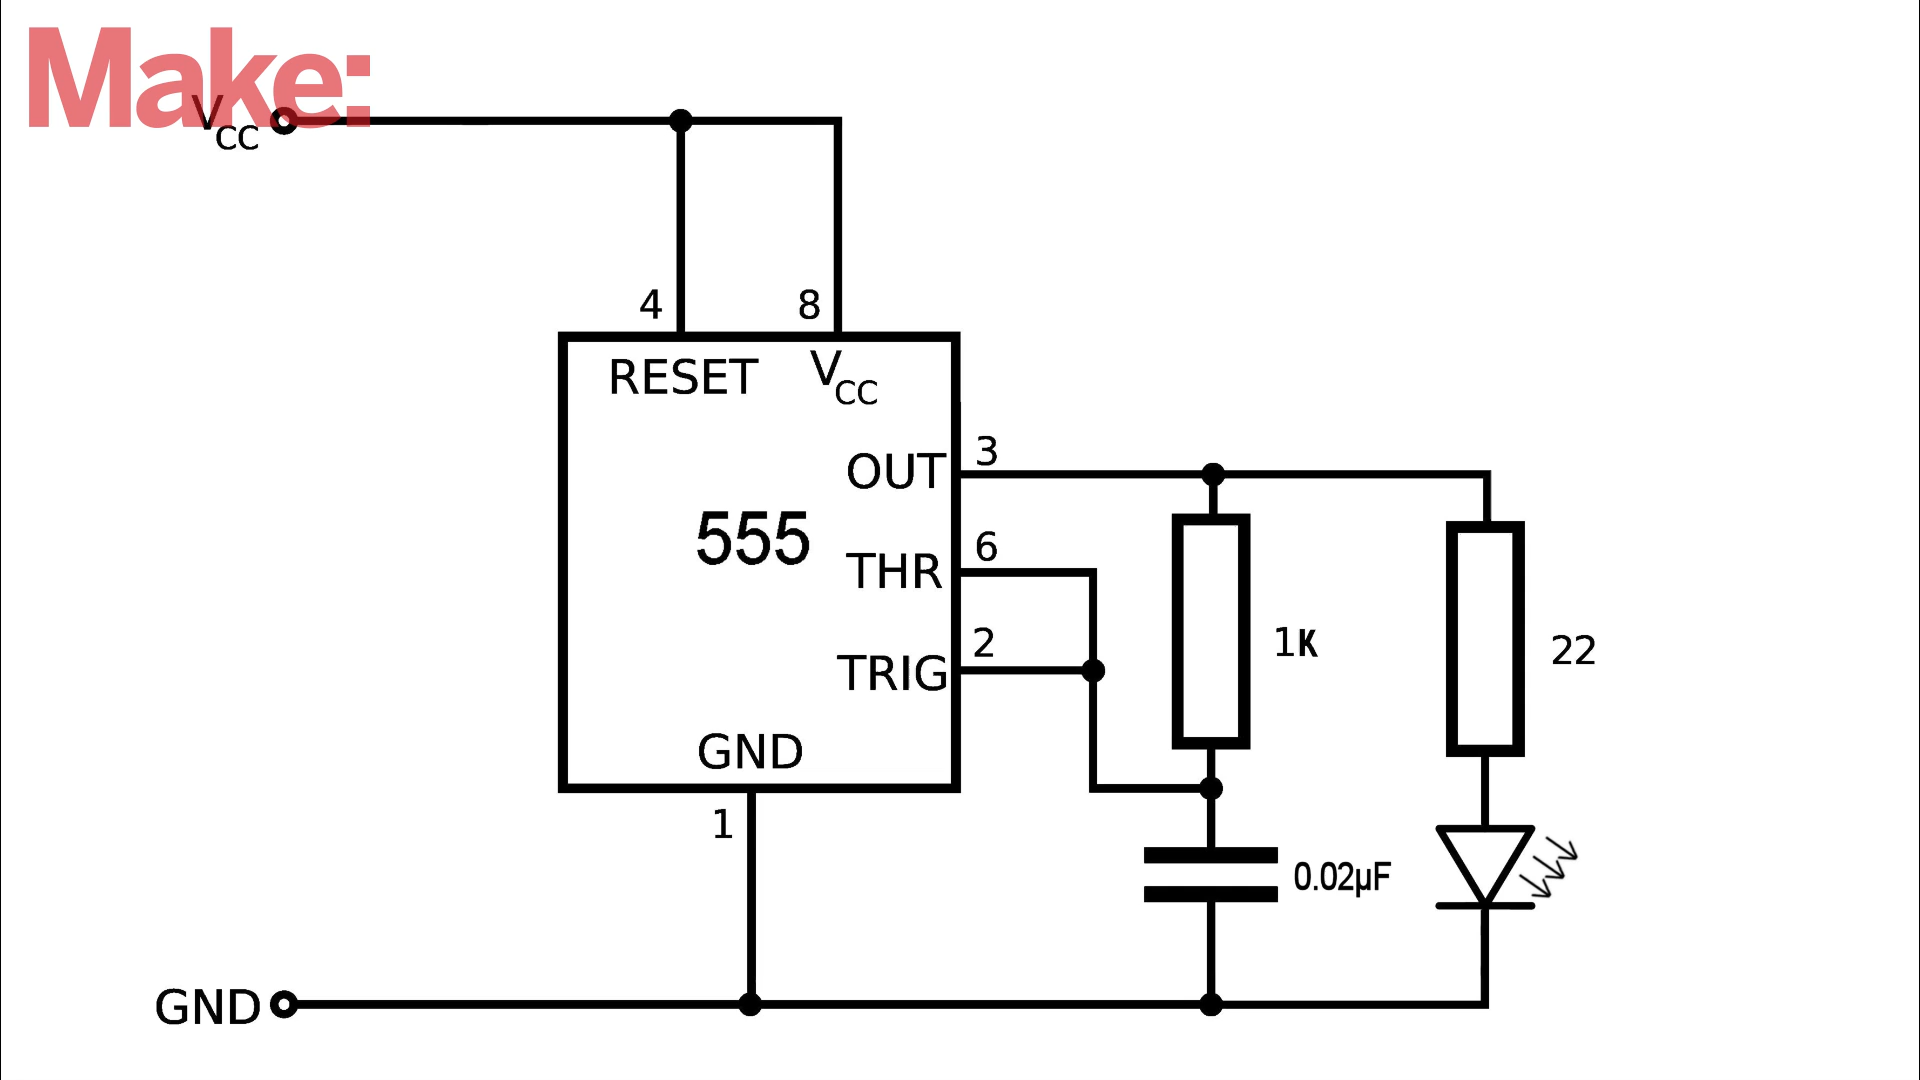 Make:
VCC
4
8
RESET
VCC
OUT
3
555
THR
6
TRIG
2
1K
22
GND
1
0.02µF
GND